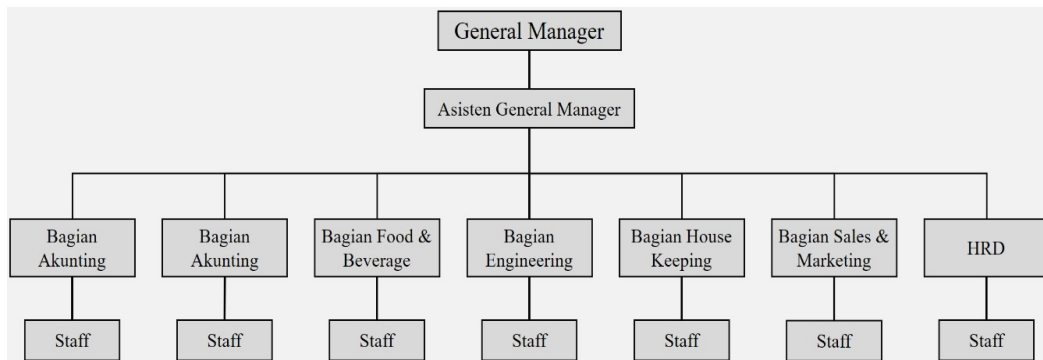 General Manager
Asisten General Manager
Bagian
Akunting
Bagian
Akunting
Bagian Food &
Beverage
Bagian
Engineering
Bagian House
Keeping
Bagian Sales &
Marketing
HRD
Staff
Staff
Staff
Staff
Staff
Staff
Staff